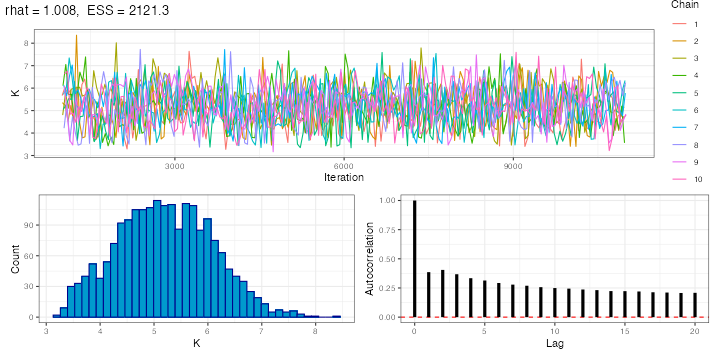 rhat = 1.008, ESS = 2121.3
Chain
1
2
3
4
5
6
7
8
9
10
8
7
6
5
4
3
K
3000 6000 9000
Iteration
90
60
30
0
Count
3 4 5 6 7 8
K
1.00
0.75
0.50
0.25
0.00
Autocorrelation
0 5 10 15 20
Lag